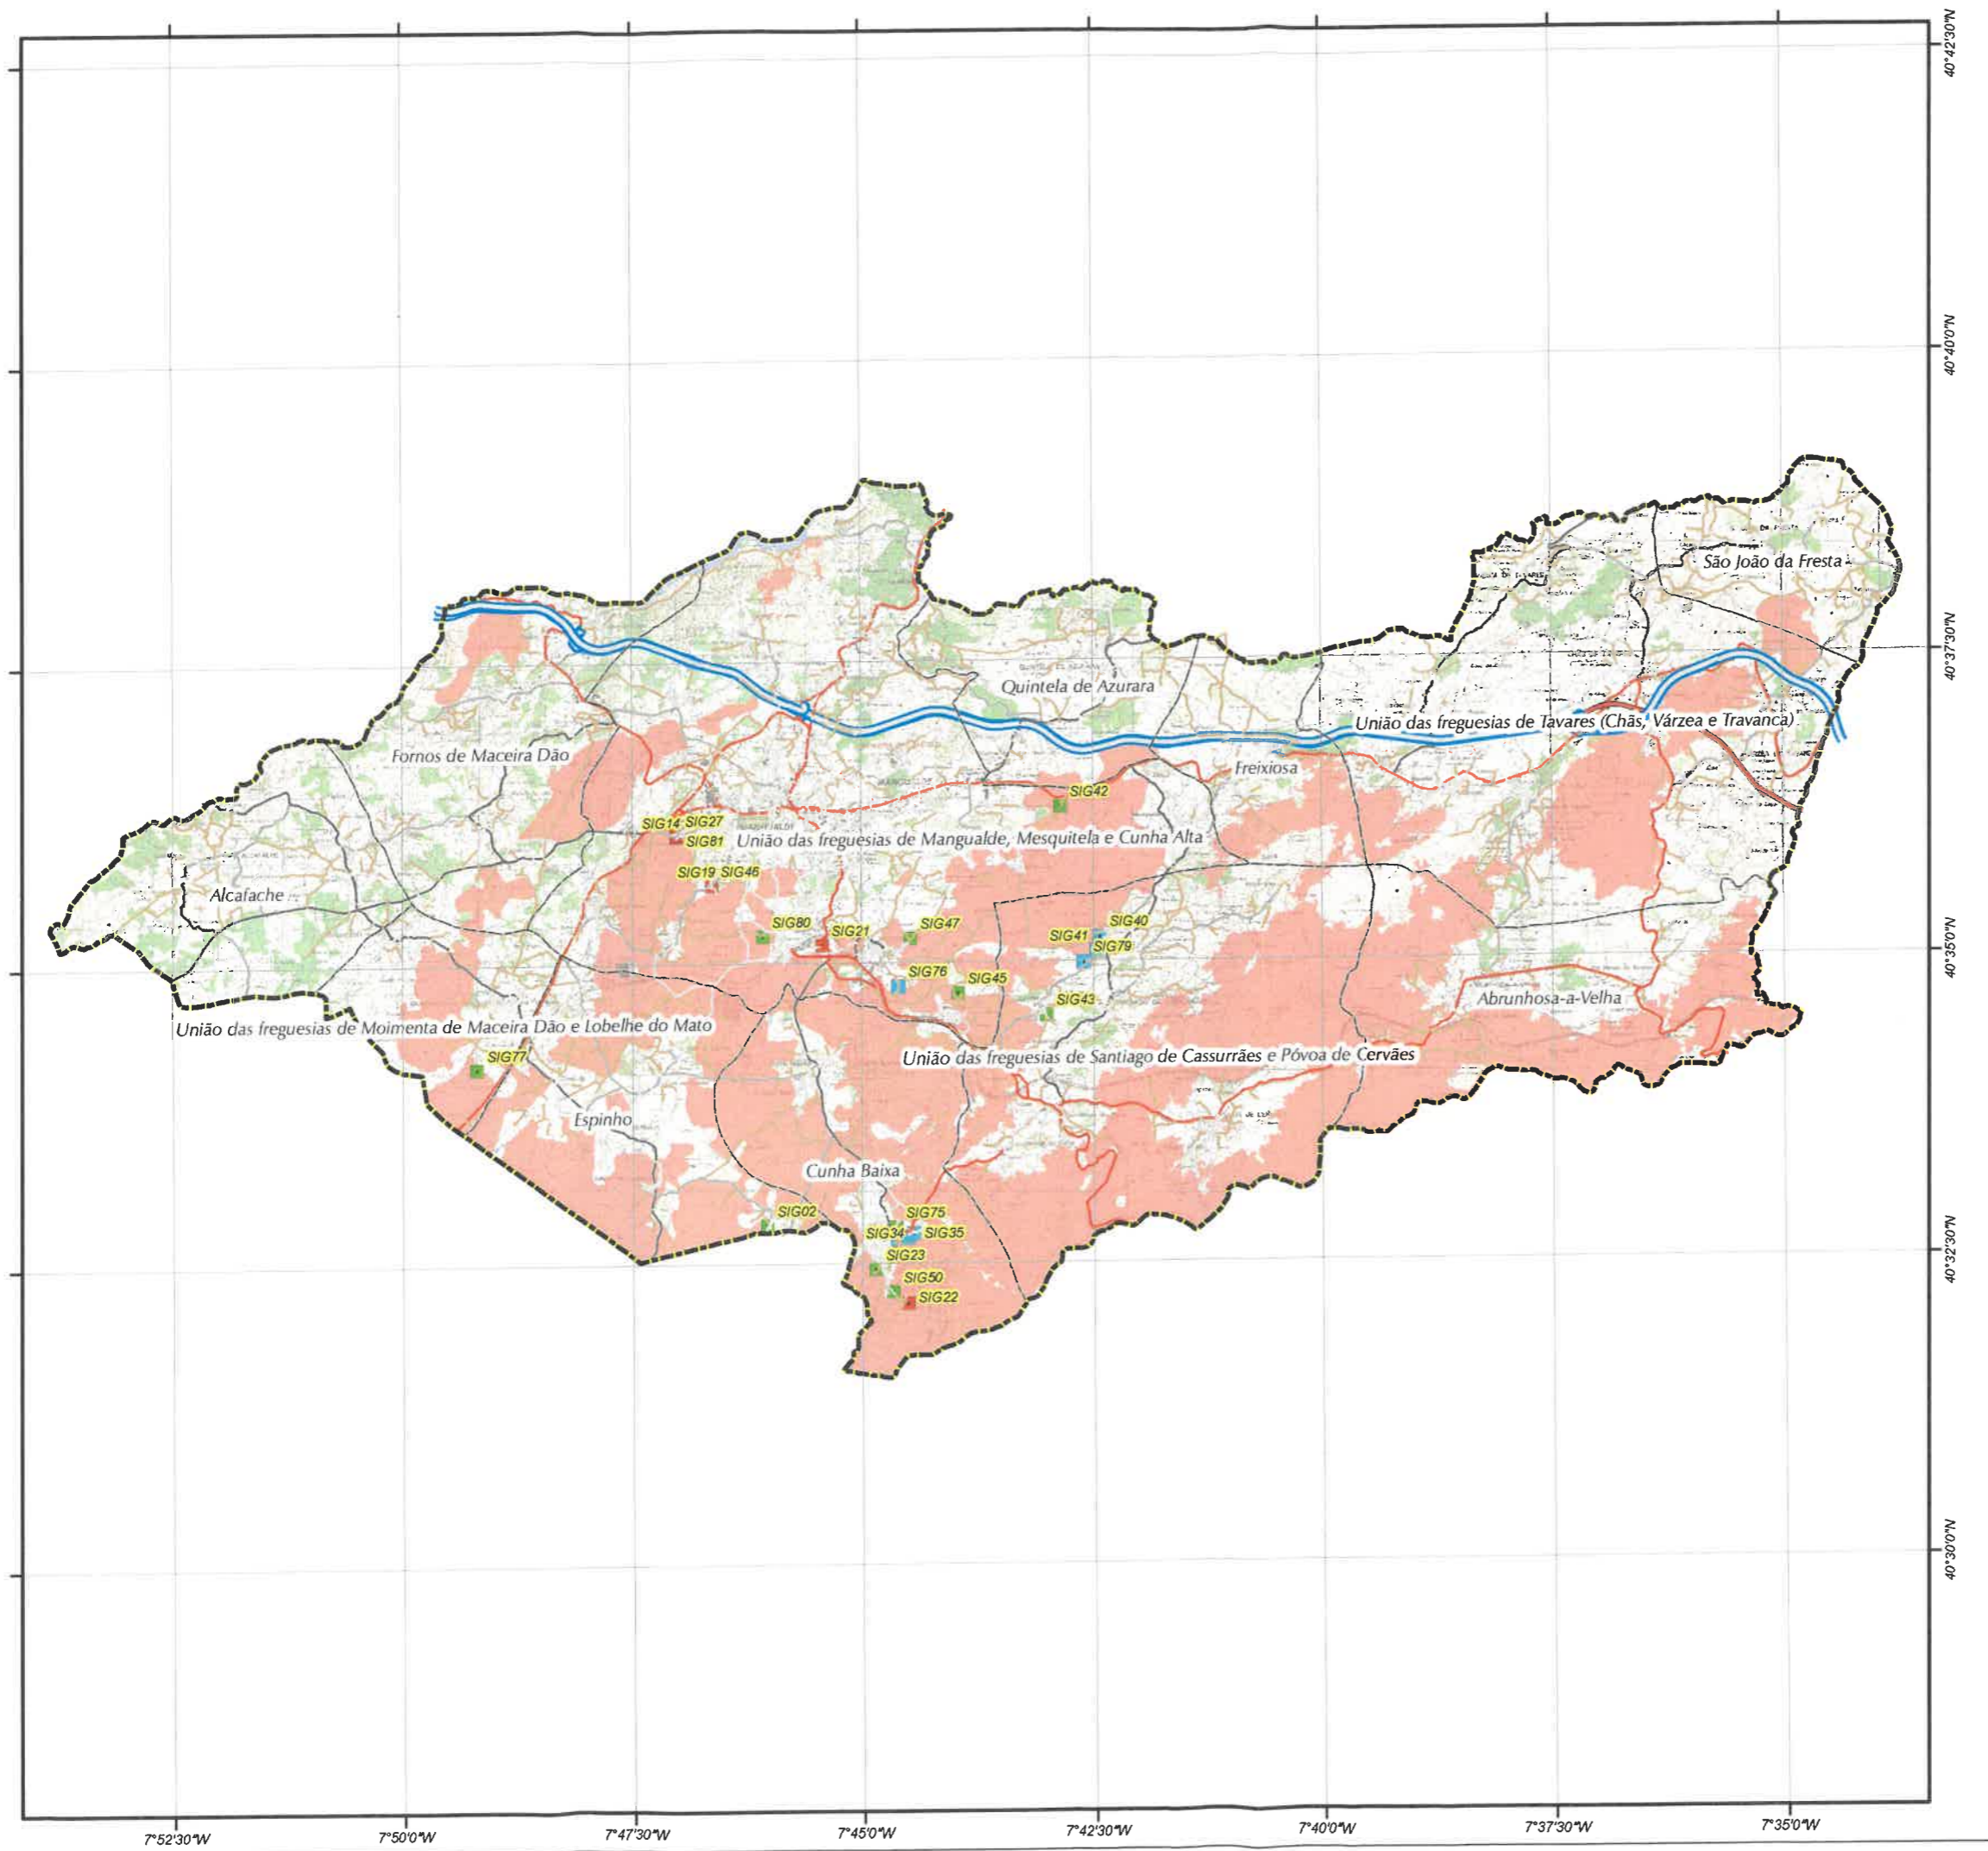 40°42'30"N
40°40'0"N
São João da Fresta
40°37'30"N
Quintela de Azurara
União das freguesias de Tavares (Chãs, Várzea e Travanca)
Fornos de Maceira Dão
Freixiosa
SIG42
SIG14 SIG27
SIG81
União das freguesias de Mangualde, Mesquitela e Cunha Alta
SIG19 SIG46
Alcafache
SIG80
SIG21
SIG47
SIG40
SIG41
SIG79
40°35'0"N
SIG76
SIG45
SIG43
Abrunhosa-a-Velha
União das freguesias de Moimenta de Maceira Dão e Lobelhe do Mato
SIG77
União das freguesias de Santiago de Cassurrães e Póvoa de Cervães
Espinho
Cunha Baixa
SIG02
SIG75
SIG34
SIG35
SIG23
40°32'30"N
SIG50
SIG22
40°30'0"N
7°52'30"W
7°50'0"W
7°47'30"W
7°45'0"W
7°42'30"W
7°40'0"W
7°37'30"W
7°35'0"W